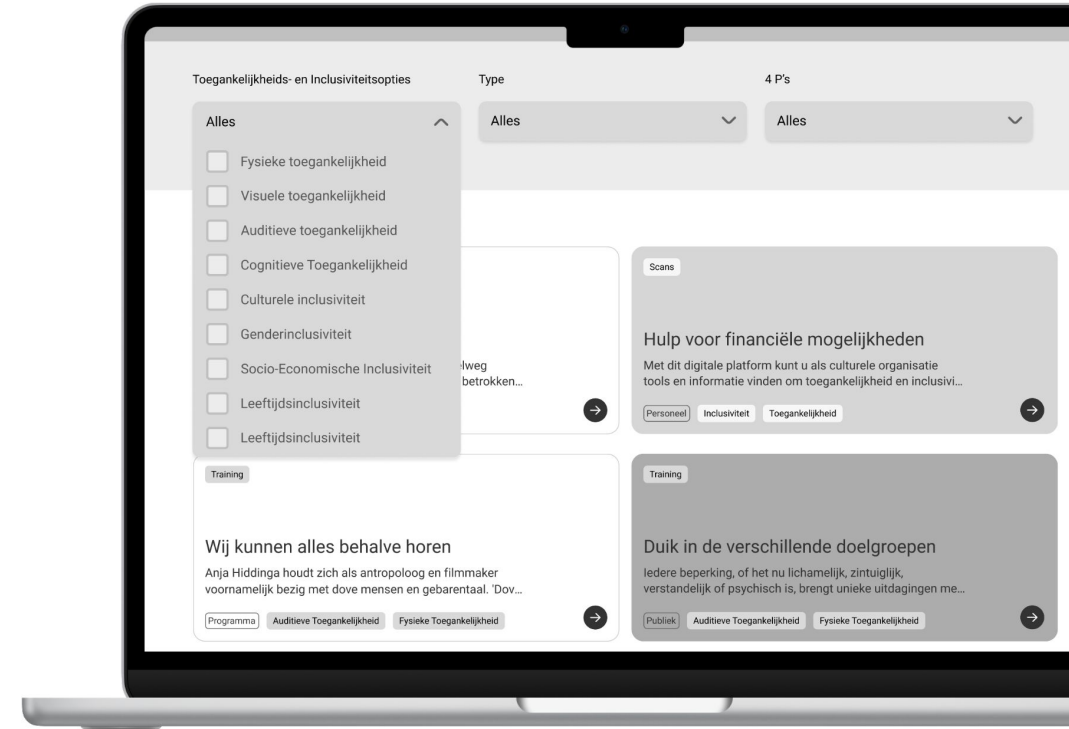 Toegankelijkheids- en Inclusiviteitsopties
Type
4 P's
Alles
Alles
Alles
Fysieke toegankelijkheid
Visuele toegankelijkheid
Auditieve toegankelijkheid
Cognitieve Toegankelijkheid
Culturele inclusiviteit
Genderinclusiviteit
Socio-Economische Inclusiviteit
Leeftijdsinclusiviteit
Leeftijdsinclusiviteit
betrokken...
Scans
Hulp voor financiële mogelijkheden
Met dit digitale platform kunt u als culturele organisatie
tools en informatie vinden om toegankelijkheid en inclusivi...
Personeel
Inclusiviteit
Toegankelijkheid
Training
Wij kunnen alles behalve horen
Anja Hiddinga houdt zich als antropoloog en filmmaker
voornamelijk bezig met dove mensen en gebarentaal. 'Dov...
Programma
Auditieve Toegankelijkheid
Fysieke Toegankelijkheid
Training
Duik in de verschillende doelgroepen
Iedere beperking, of het nu lichamelijk, zintuiglijk,
verstandelijk of psychisch is, brengt unieke uitdagingen me...
Publiek
Auditieve Toegankelijkheid
Fysieke Toegankelijkheid